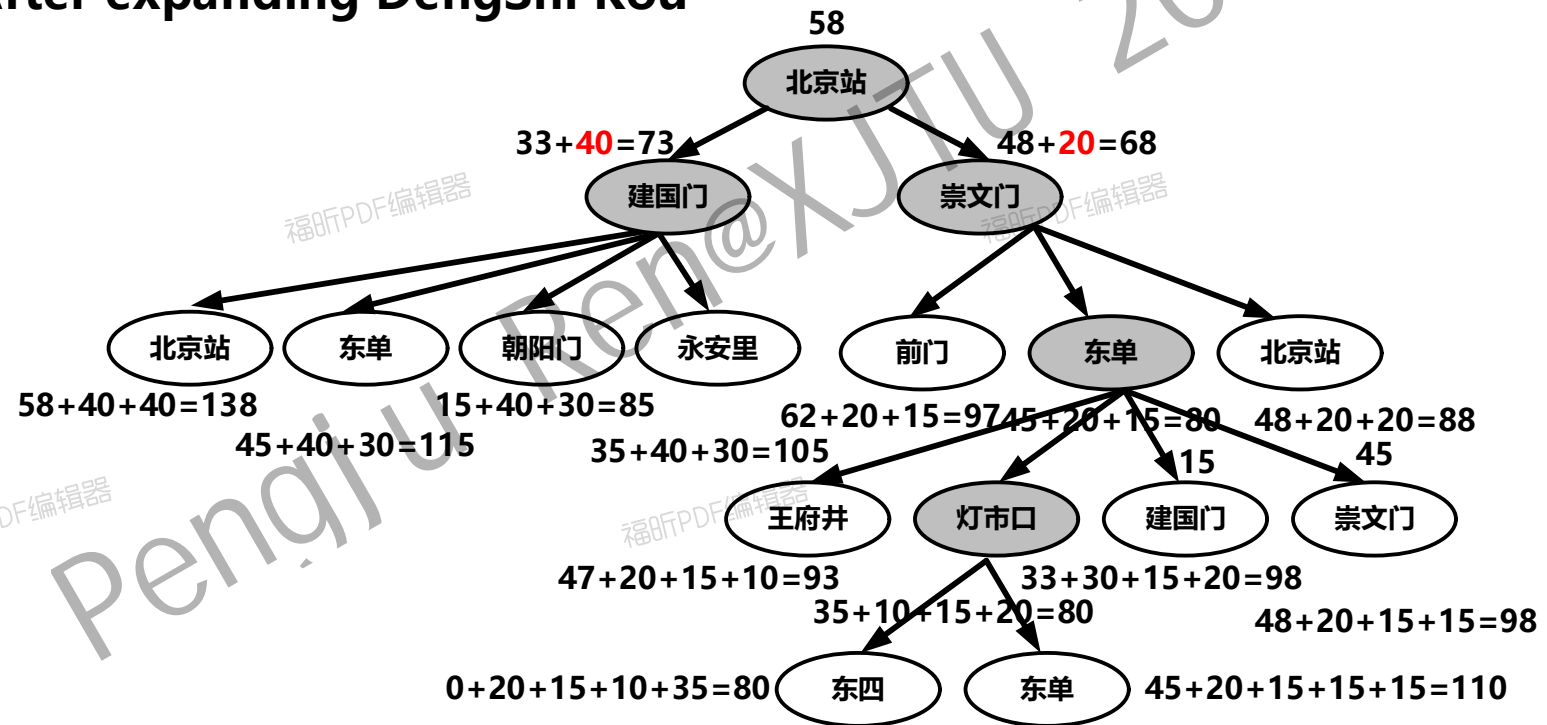 After expanding DengShi Kou
58
北京站
33+40=73
48+20=68
建国门
崇文门
北京站
东单
朝阳门
永安里
前门
东单
北京站
58+40+40=138
15+40+30=85
62+20+15=97
45+20+15=80
48+20+20=88
45+40+30=115
35+40+30=105
15
45
王府井
灯市口
建国门
崇文门
47+20+15+10=93
33+30+15+20=98
35+10+15+20=80
48+20+15+15=98
0+20+15+10+35=80
东四
东单
45+20+15+15+15=110
福昕PDF编辑器
福昕PDF编辑器
福昕PDF编辑器
DF编辑器
Pengju Ren@XJTU 20